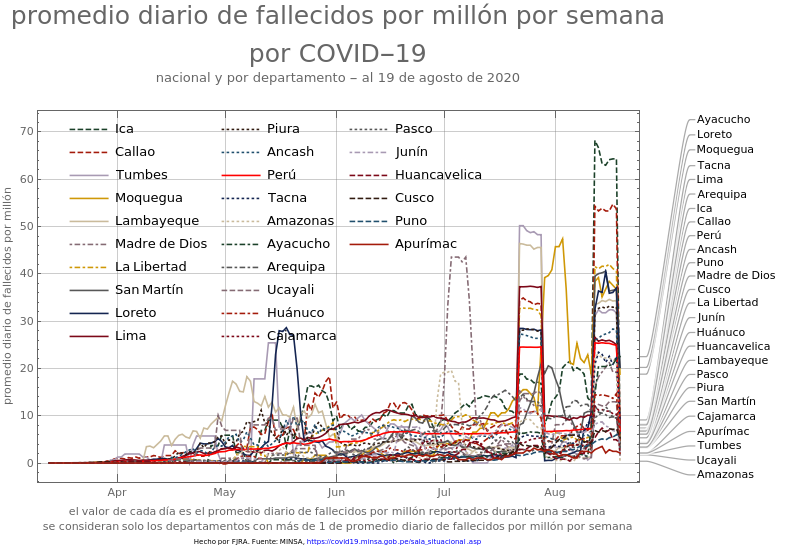 promedio diario de fallecidos por millón por semana
por COVID‒19
nacional y por departamento ‒ al 19 de agosto de 2020
promedio diario de fallecidos por millón
70
60
50
40
30
20
10
0
Apr
May
Jun
Jul
Aug
Ica
Callao
Tumbes
Moquegua
Lambayeque
Madre de Dios
La Libertad
San Martín
Loreto
Lima
Piura
Ancash
Perú
Tacna
Amazonas
Ayacucho
Arequipa
Ucayali
Huánuco
Cajamarca
Pasco
Junín
Huancavelica
Cusco
Puno
Apurímac
Ayacucho
Loreto
Moquegua
Tacna
Lima
Arequipa
Ica
Callao
Perú
Ancash
Puno
Madre de Dios
Cusco
La Libertad
Junín
Huánuco
Huancavelica
Lambayeque
Pasco
Piura
San Martín
Cajamarca
Apurímac
Tumbes
Ucayali
Amazonas
el valor de cada día es el promedio diario de fallecidos por millón reportados durante una semana
se consideran solo los departamentos con más de 1 de promedio diario de fallecidos por millón por semana
Hecho por FJRA. Fuente: MINSA, https://covid19.minsa.gob.pe/sala_situacional.asp